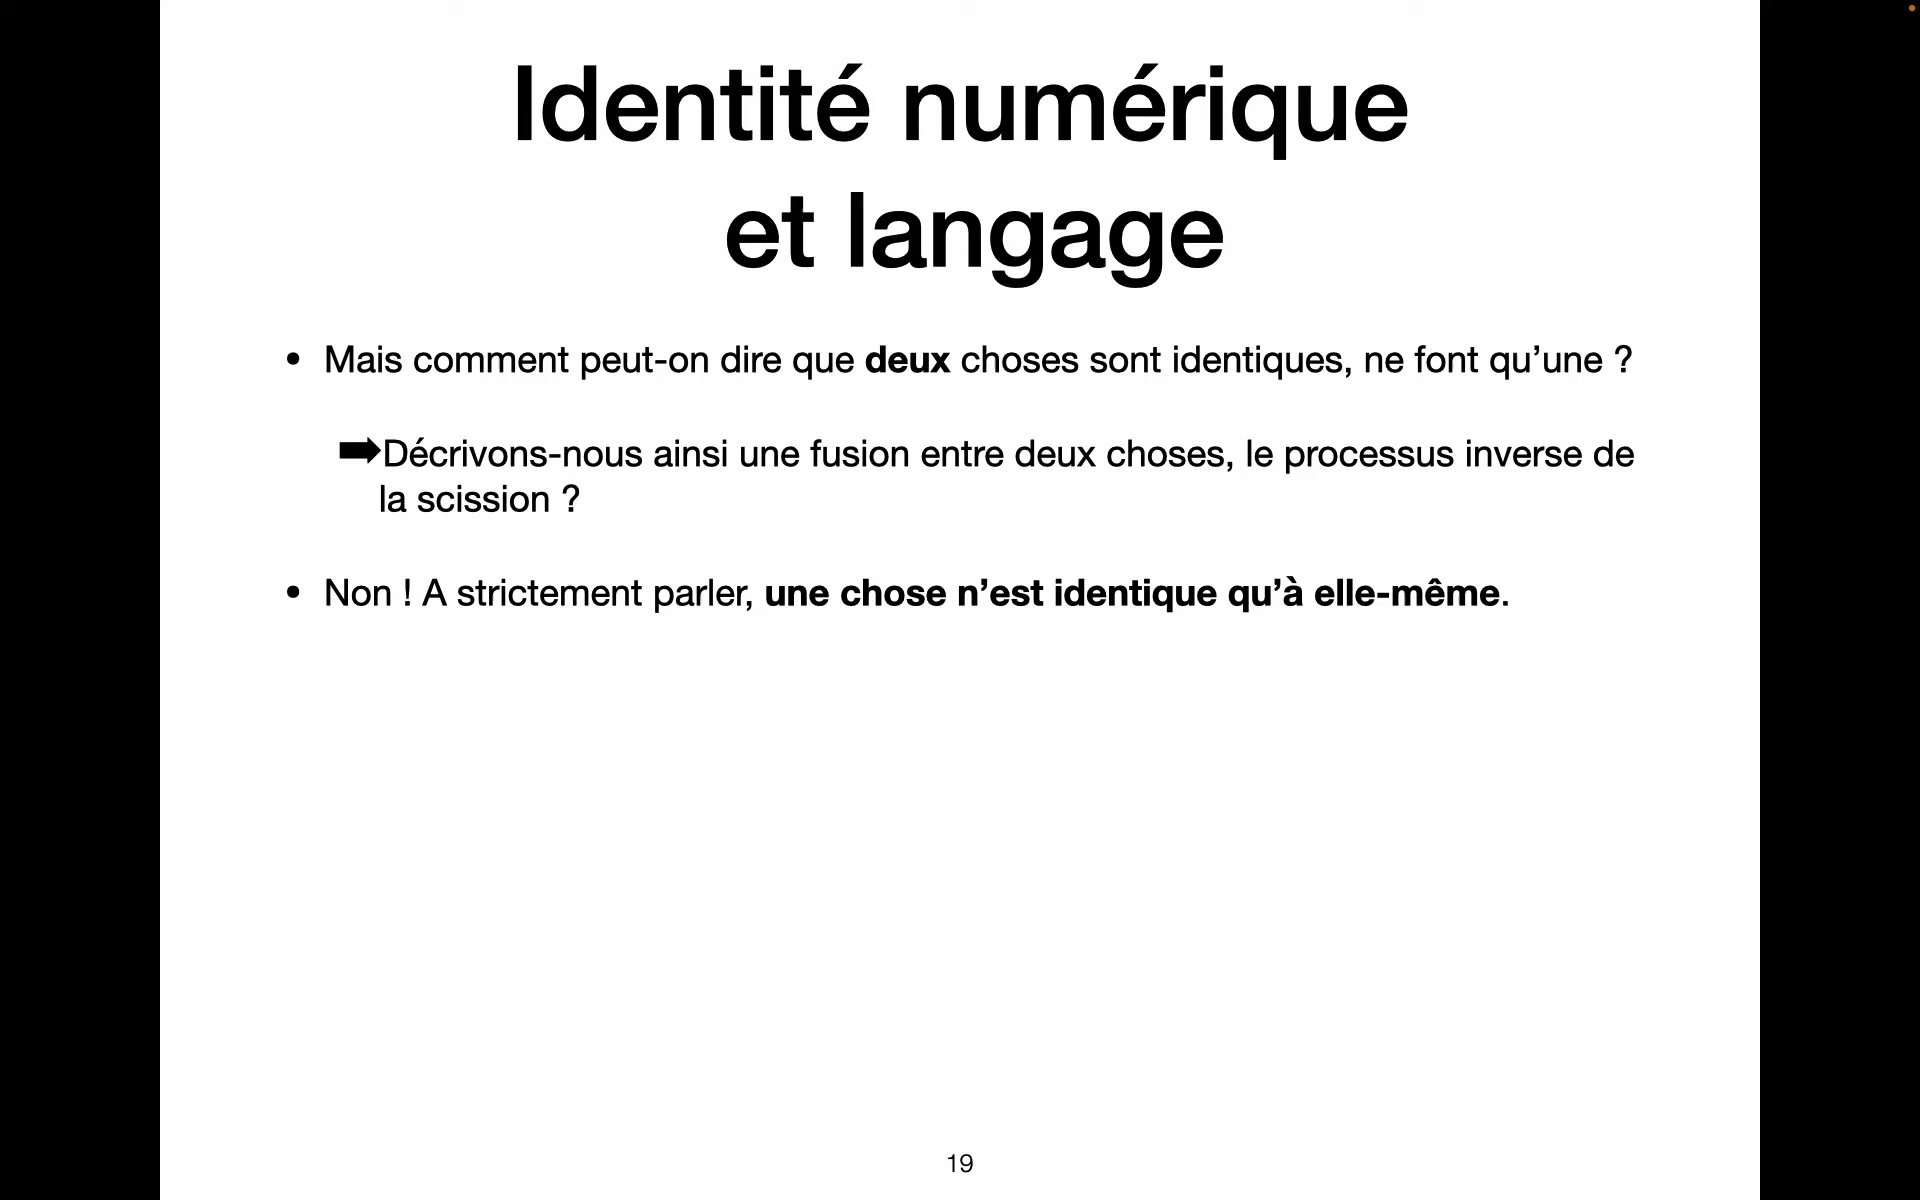 Identité numérique
et langage
• Mais comment peut-on dire que deux choses sont identiques, ne font qu’une ?
➡Décrivons-nous ainsi une fusion entre deux choses, le processus inverse de
la scission ?
• Non ! A strictement parler, une chose n’est identique qu’à elle-même.
19